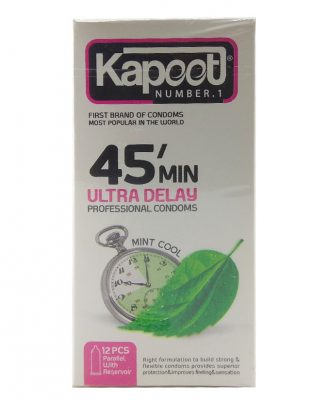 Kapoot®
NUMBER.1
FIRST BRAND OF CONDOMS
MOST POPULAR IN THE WORLD
45′ MIN
ULTRA DELAY
PROFESSIONAL CONDOMS
MINT COOL
12 PCS
Parallel
With
Reservoir
Right formulation to build strong &
flexible condoms provides superior
protection&improves feeling&sensation